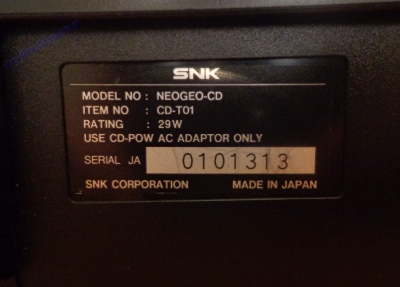 SNK
MODEL NO : NEOGEO-CD
ITEM NO : CD-T01
RATING : 29W
USE CD-POW AC ADAPTOR ONLY
SERIAL JA 0101313
SNK CORPORATION MADE IN JAPAN